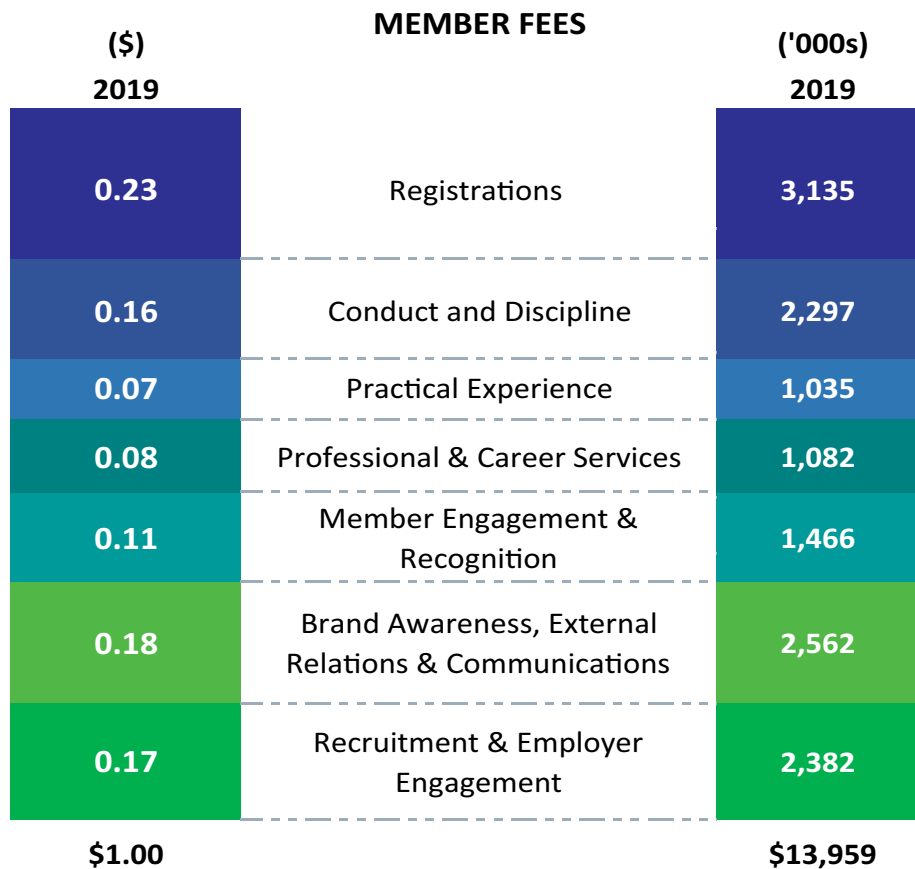 MEMBER FEES
($) ('000s)
2019 2019
0.23 Registrations 3,135
0.16 Conduct and Discipline 2,297
0.07 Practical Experience 1,035
0.08 Professional & Career Services 1,082
0.11 Member Engagement &
Recognition 1,466
0.18 Brand Awareness, External
Relations & Communications 2,562
0.17 Recruitment & Employer
Engagement 2,382
$1.00 $13,959